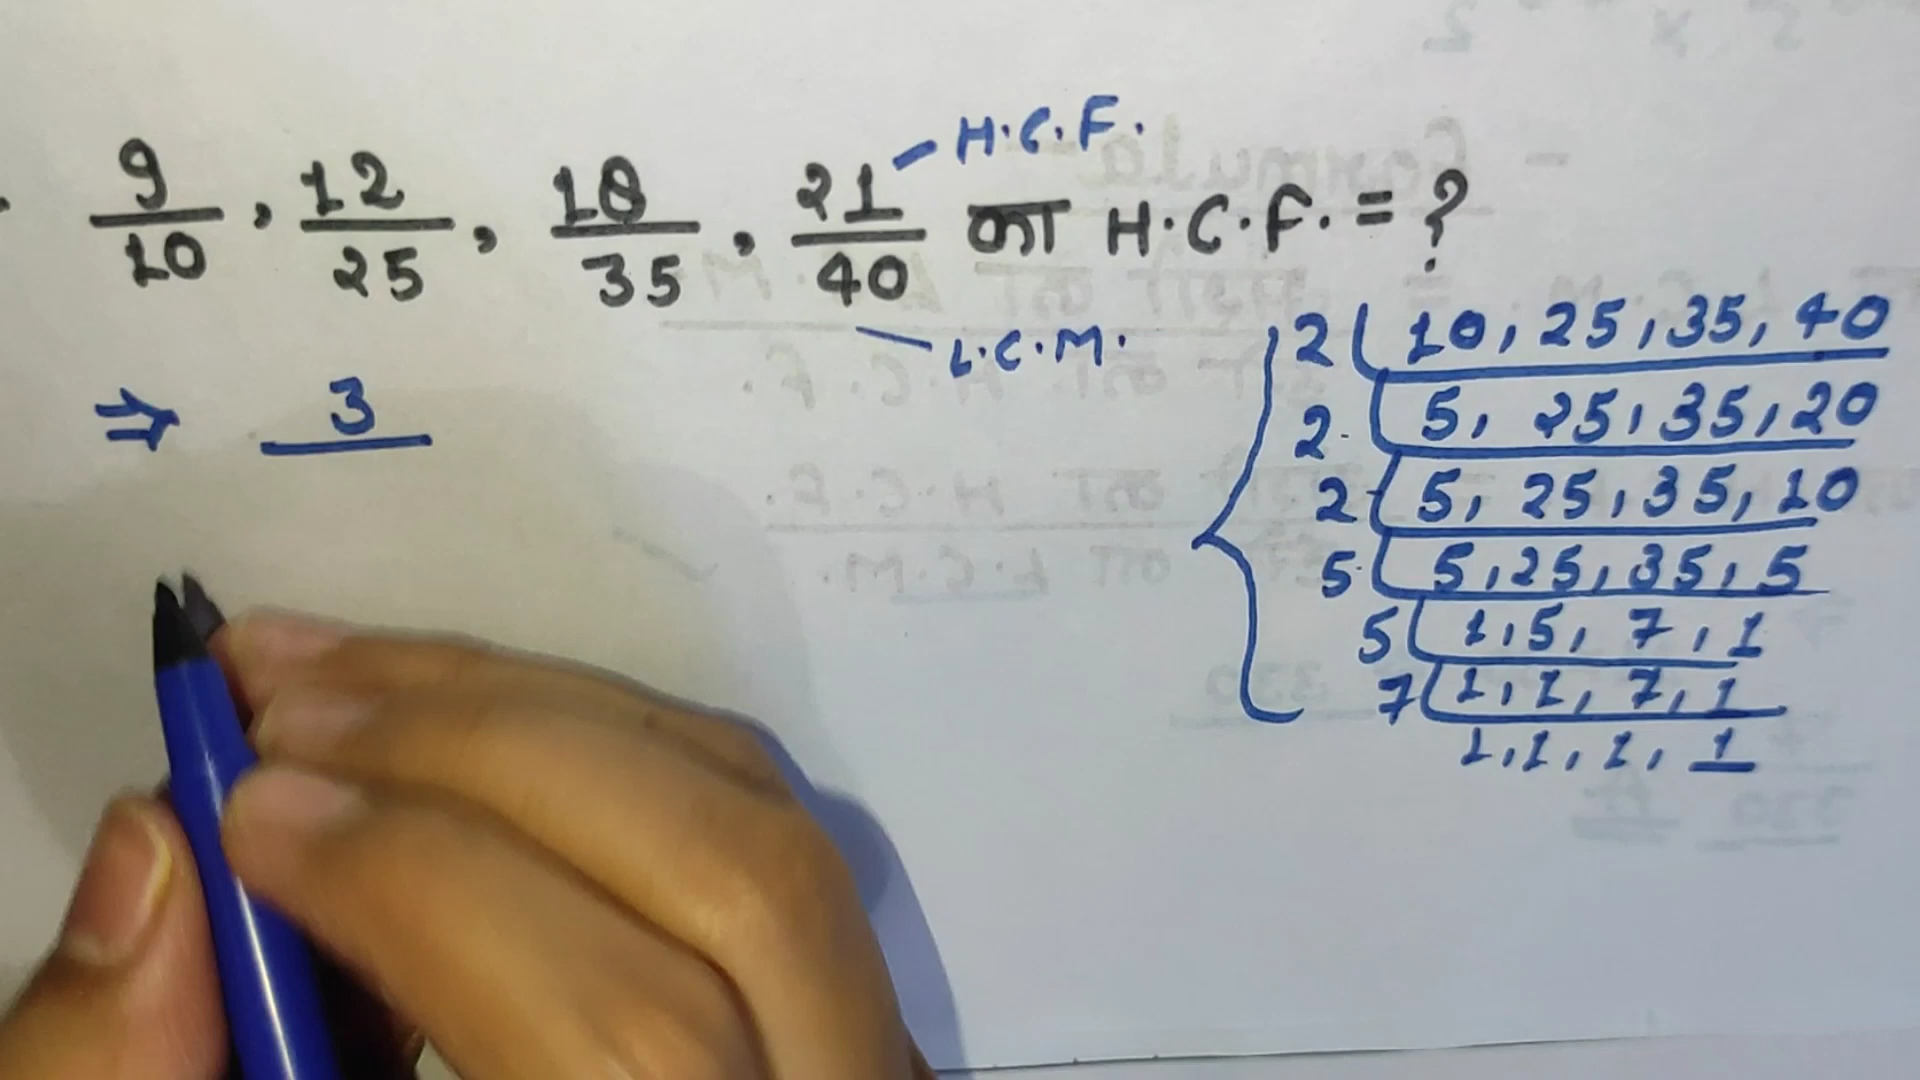 9/10, 12/25, 18/35, 21/40 का H.C.F. = ?
H.C.F.
L.C.M.
⇒ 3
2 10, 25, 35, 40
2 5, 25, 35, 20
2 5, 25, 35, 10
5 5, 25, 35, 5
5 1, 5, 7, 1
7 1, 1, 7, 1
1, 1, 1, 1